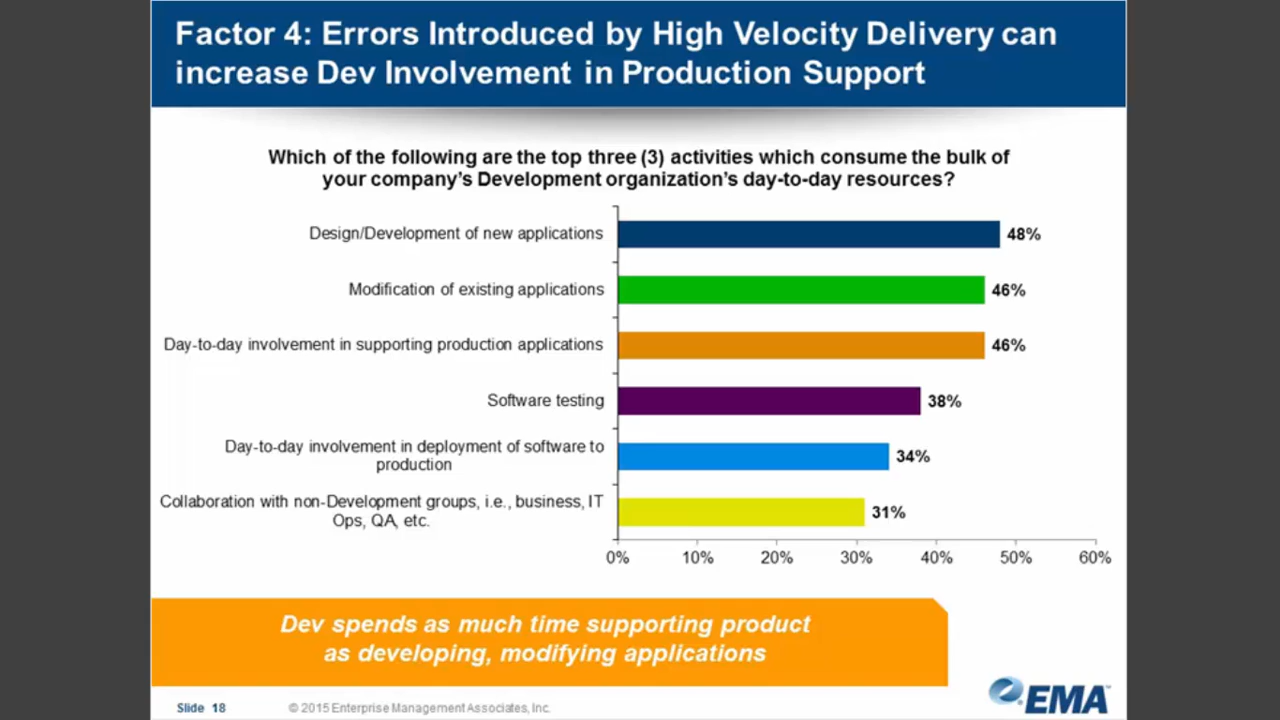 Factor 4: Errors Introduced by High Velocity Delivery can
increase Dev Involvement in Production Support
Which of the following are the top three (3) activities which consume the bulk of
your company's Development organization's day-to-day resources?
Design/Development of new applications
48%
Modification of existing applications
46%
Day-to-day involvement in supporting production applications
46%
Software testing
38%
Day-to-day involvement in deployment of software to
production
34%
Collaboration with non-Development groups, i.e., business, IT
Ops, QA, etc.
31%
0% 10% 20% 30% 40% 50% 60%
Dev spends as much time supporting product
as developing, modifying applications
Slide 18 © 2015 Enterprise Management Associates, Inc.
EMA